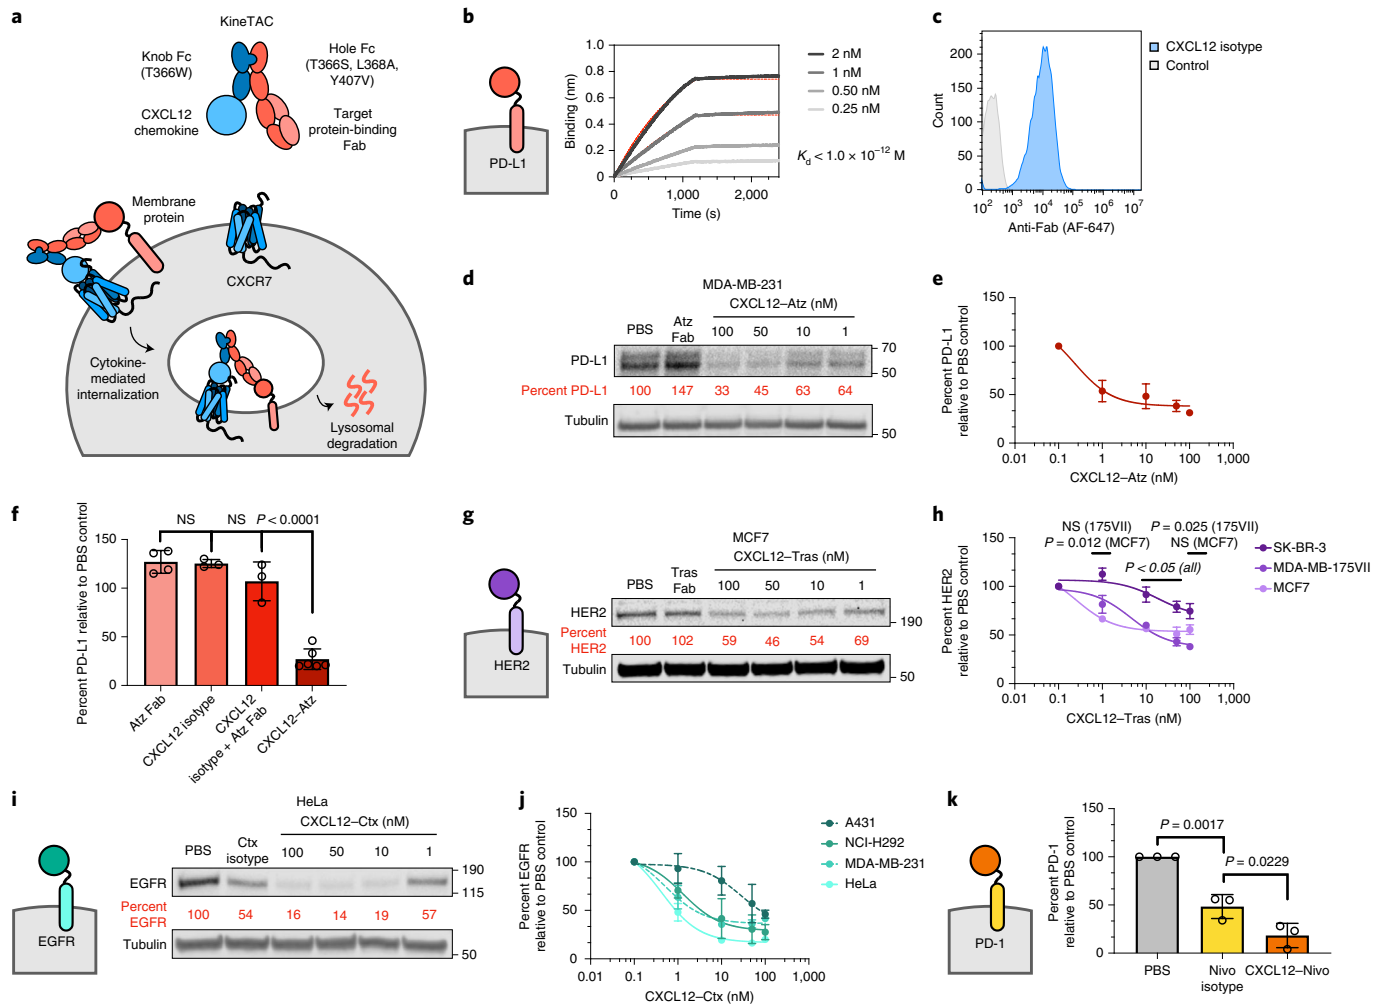 a
KineTAC
Knob Fc
(T366W)
Hole Fc
(T366S, L368A,
Y407V)
CXCL12
chemokine
Target
protein-binding
Fab
Membrane
protein
CXCR7
Cytokine-
mediated
internalization
Lysosomal
degradation
b
PD-L1
Binding (nm)
1.0
0.8
0.6
0.4
0.2
0
0
1,000
2,000
Time (s)
2 nM
1 nM
0.50 nM
0.25 nM
Kd < 1.0 × 10−12 M
c
Count
200
150
100
50
0
10² 10³ 10⁴ 10⁵ 10⁶ 10⁷
Anti-Fab (AF-647)
CXCL12 isotype
Control
d
MDA-MB-231
CXCL12–Atz (nM)
PBS
Atz
Fab
100 50 10 1
PD-L1
70
50
Percent PD-L1 100 147 33 45 63 64
Tubulin
50
e
Percent PD-L1
relative to PBS control
150
100
50
0
0.01 0.1 1 10 100 1,000
CXCL12–Atz (nM)
f
Percent PD-L1 relative to PBS control
150
100
50
0
NS NS P < 0.0001
Atz Fab
CXCL12 isotype
CXCL12
isotype + Atz Fab
CXCL12–Atz
g
HER2
MCF7
CXCL12–Tras (nM)
PBS
Tras
Fab
100 50 10 1
HER2
190
Percent
HER2
100 102 59 46 54 69
Tubulin
50
h
Percent HER2
relative to PBS control
150
100
50
0
NS (175VII)
P = 0.012 (MCF7)
P = 0.025 (175VII)
NS (MCF7)
P < 0.05 (all)
SK-BR-3
MDA-MB-175VII
MCF7
0.01 0.1 1 10 100 1,000
CXCL12–Tras (nM)
i
EGFR
HeLa
CXCL12–Ctx (nM)
PBS
Ctx
isotype
100 50 10 1
EGFR
190
115
Percent
EGFR
100 54 16 14 19 57
Tubulin
50
j
Percent EGFR
relative to PBS control
150
100
50
0
A431
NCI-H292
MDA-MB-231
HeLa
0.01 0.1 1 10 100 1,000
CXCL12–Ctx (nM)
k
PD-1
Percent PD-1
relative to PBS control
150
100
50
0
P = 0.0017
P = 0.0229
PBS
Nivo
isotype
CXCL12–Nivo